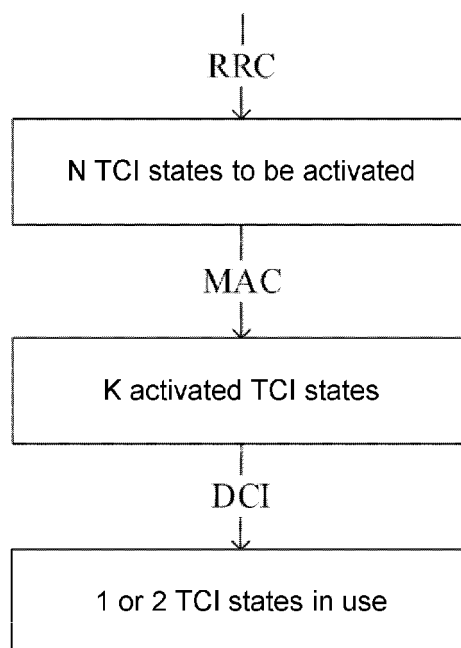 RRC
N TCI states to be activated
MAC
K activated TCI states
DCI
1 or 2 TCI states in use